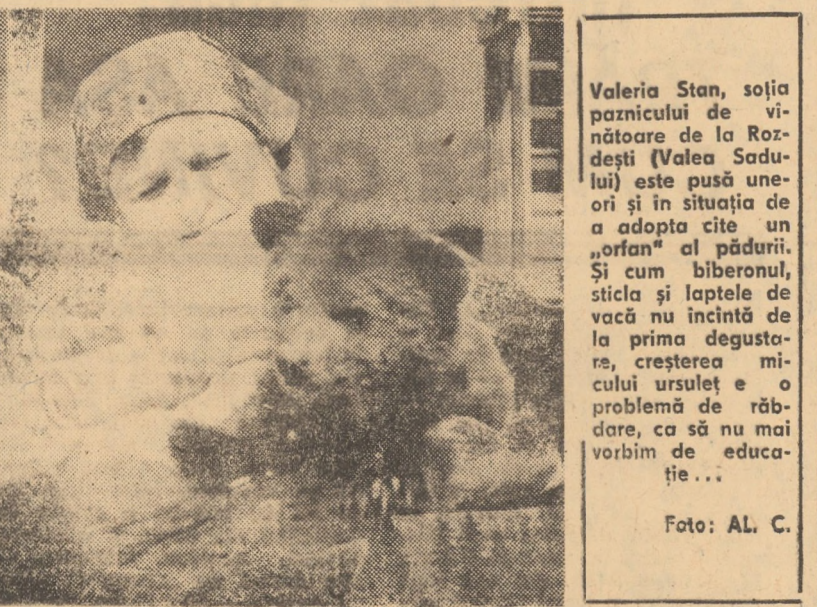 Valeria Stan, soția
paznicului de vî-
nătoare de la Roz-
dești (Valea Sadu-
lui) este pusă une-
ori și în situația de
a adopta cîte un
„orfan“ al pădurii.
Și cum biberonul,
sticla și laptele de
vacă nu încîntă de
la prima degusta-
re, creșterea mi-
cului ursuleț e o
problemă de răb-
dare, ca să nu mai
vorbim de educa-
ție...
Foto: AL. C.